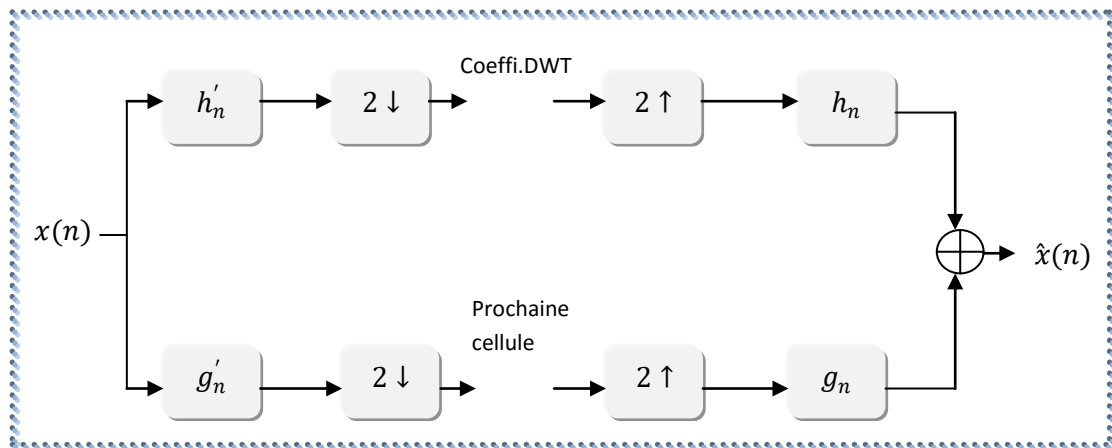 Coeffi.DWT
h′ₙ 2 ↓ 2 ↑ hₙ
x(n) x̂(n)
Prochaine
cellule
g′ₙ 2 ↓ 2 ↑ gₙ